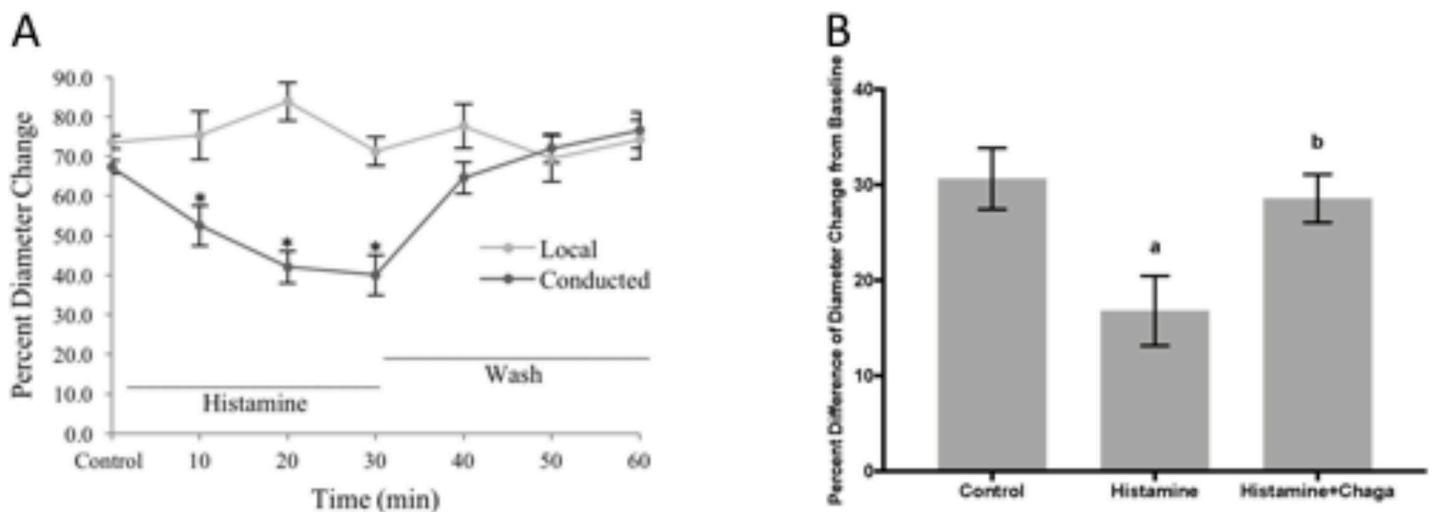 A
Percent Diameter Change
90.0
80.0
70.0
60.0
50.0
40.0
30.0
20.0
10.0
0.0
*
*
*
Local
Conducted
Wash
Histamine
Control 10 20 30 40 50 60
Time (min)
B
Percent Difference of Diameter Change from Baseline
40
30
20
10
0
a
b
Control Histamine Histamine+Chaga